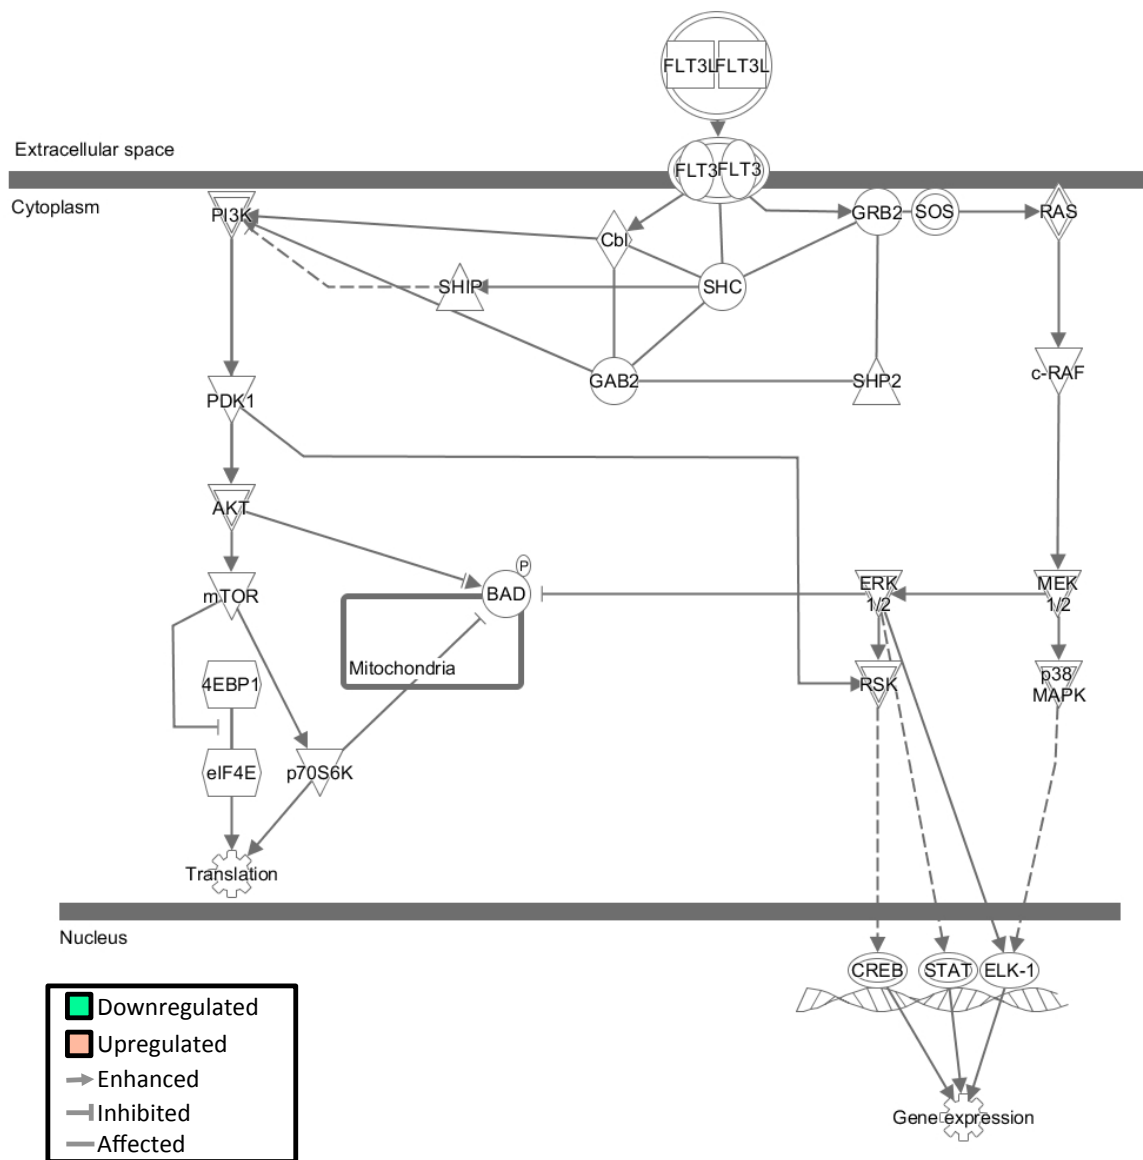 FLT3L FLT3L
Extracellular space
FLT3 FLT3
Cytoplasm
PI3K
GRB2
SOS
RAS
Cbl
SHIP
SHC
c-RAF
GAB2
SHP2
PDK1
AKT
P
mTOR
BAD
ERK
1/2
MEK
1/2
Mitochondria
4EBP1
RSK
p38
MAPK
eIF4E
p70S6K
Translation
Nucleus
CREB
STAT
ELK-1
Downregulated
Upregulated
Enhanced
Inhibited
Affected
Gene expression